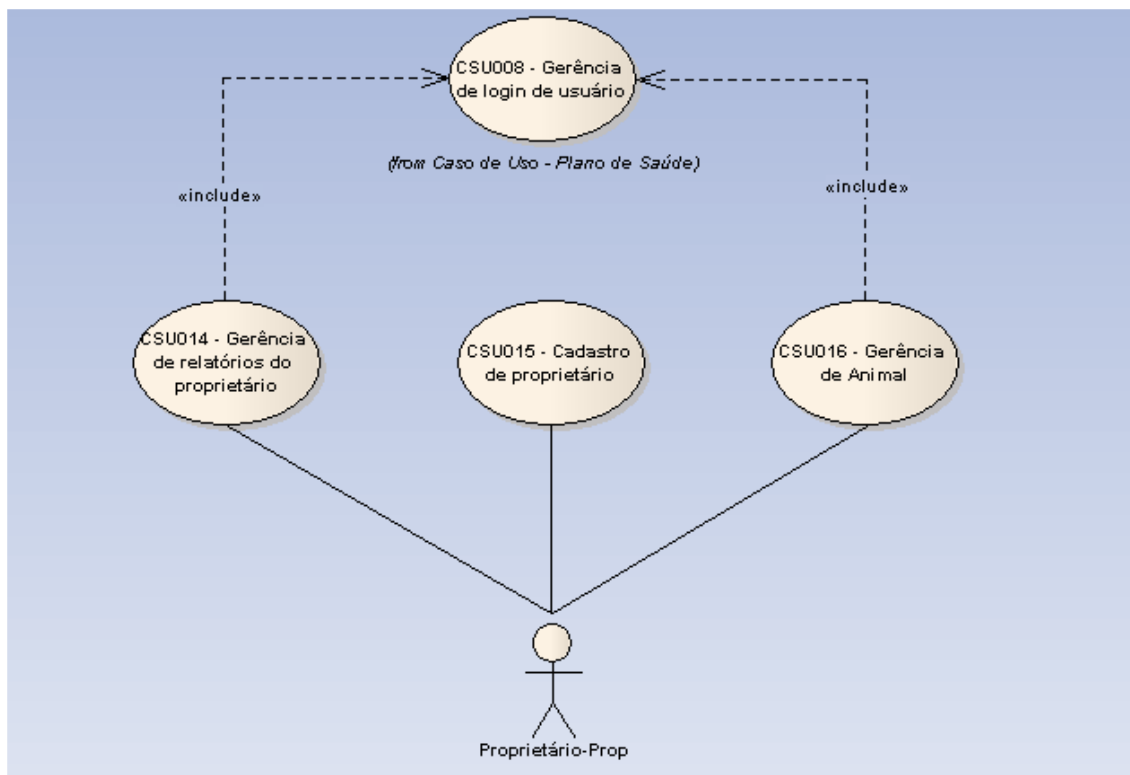 CSU008 - Gerência
de login de usuário
(from Caso de Uso - Plano de Saúde)
«include»
«include»
CSU014 - Gerência
de relatórios do
proprietário
CSU015 - Cadastro
de proprietário
CSU016 - Gerência
de Animal
Proprietário-Prop